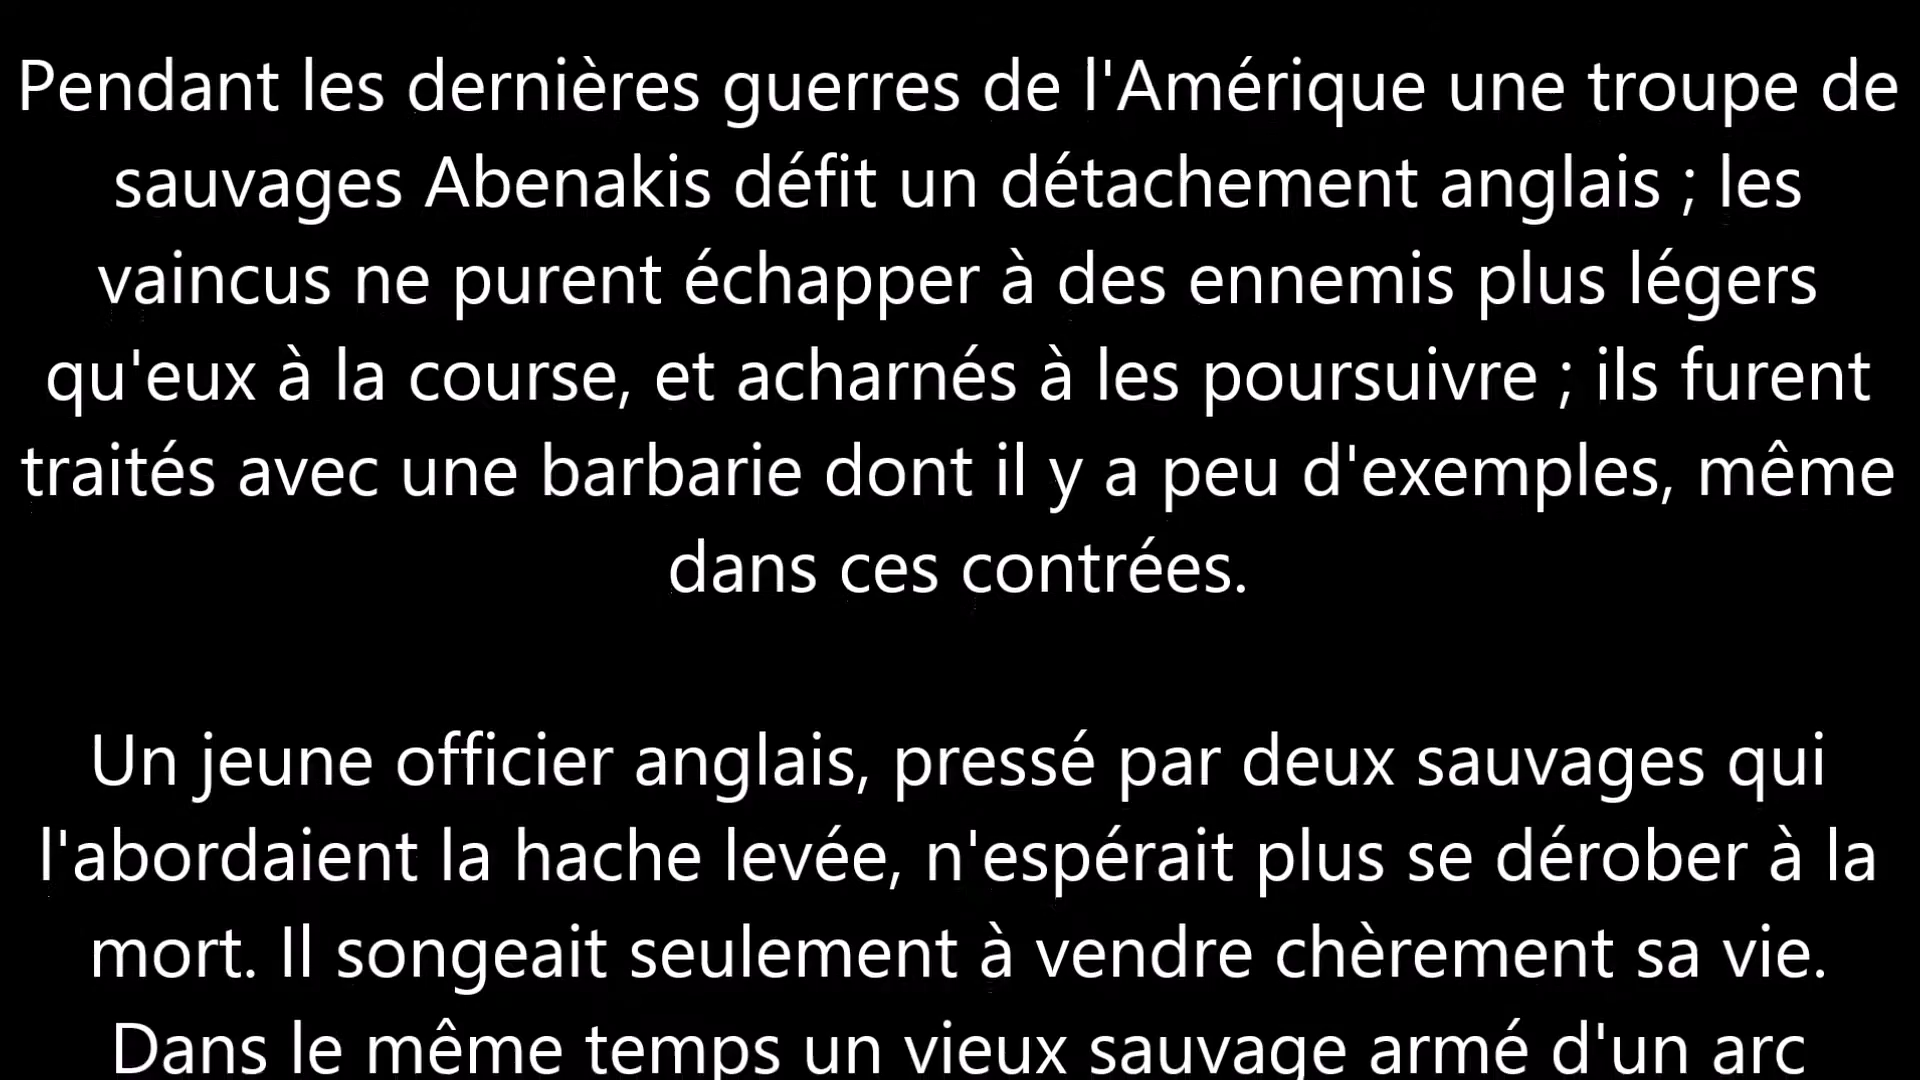 Pendant les dernières guerres de l'Amérique une troupe de
sauvages Abenakis défit un détachement anglais ; les
vaincus ne purent échapper à des ennemis plus légers
qu'eux à la course, et acharnés à les poursuivre ; ils furent
traités avec une barbarie dont il y a peu d'exemples, même
dans ces contrées.
Un jeune officier anglais, pressé par deux sauvages qui
l'abordaient la hache levée, n'espérait plus se dérober à la
mort. Il songeait seulement à vendre chèrement sa vie.
Dans le même temps un vieux sauvage armé d'un arc